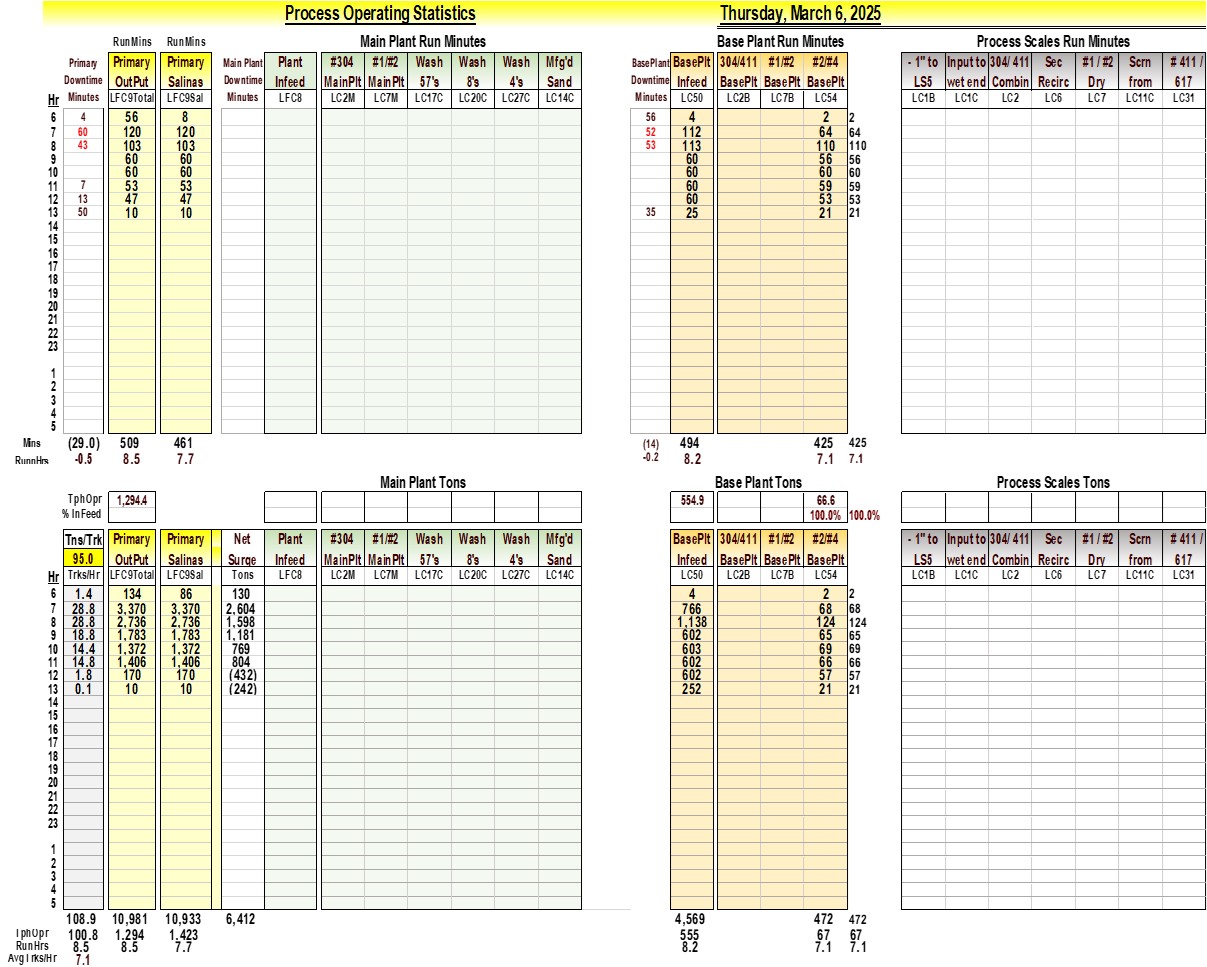 Process Operating Statistics Thursday, March 6, 2025
RunMins RunMins Main Plant Run Minutes Base Plant Run Minutes Process Scales Run Minutes
Primary Primary Primary Main Plant Plant #304 #1/#2 Wash Wash Wash Mfg'd BasePlant BasePlt 304/411 #1/#2 #2/#4 - 1" to Input to 304/ 411 Sec #1 / #2 Scrn # 411 /
Downtime OutPut Salinas Downtime Infeed MainPlt MainPlt 57's 8's 4's Sand Downtime Infeed BasePlt BasePlt BasePlt LS5 wet end Combin Recirc Dry from 617
Hr Minutes LFC9Total LFC9Sal Minutes LFC8 LC2M LC7M LC17C LC20C LC27C LC14C Minutes LC50 LC2B LC7B LC54 LC1B LC1C LC2 LC6 LC7 LC11C LC31
6 4 56 8 56 4 2 2
7 60 120 120 52 112 64 64
8 43 103 103 53 113 110 110
9 60 60 60 56 56
10 60 60 60 60 60
11 7 53 53 60 59 59
12 13 47 47 60 53 53
13 50 10 10 35 25 21 21
14
15
16
17
18
19
20
21
22
23
1
2
3
4
5
Mins (29.0) 509 461 (14) 494 425 425
RunnHrs -0.5 8.5 7.7 -0.2 8.2 7.1 7.1
Main Plant Tons Base Plant Tons Process Scales Tons
TphOpr 1,294.4 554.9 66.6
% InFeed 100.0% 100.0%
Tns/Trk Primary Primary Net Plant #304 #1/#2 Wash Wash Wash Mfg'd BasePlt 304/411 #1/#2 #2/#4 - 1" to Input to 304/ 411 Sec #1 / #2 Scrn # 411 /
95.0 OutPut Salinas Surge Infeed MainPlt MainPlt 57's 8's 4's Sand Infeed BasePlt BasePlt BasePlt LS5 wet end Combin Recirc Dry from 617
Hr Trks/Hr LFC9Total LFC9Sal Tons LFC8 LC2M LC7M LC17C LC20C LC27C LC14C LC50 LC2B LC7B LC54 LC1B LC1C LC2 LC6 LC7 LC11C LC31
6 1.4 134 86 130 4 2 2
7 28.8 3,370 3,370 2,604 766 68 68
8 28.8 2,736 2,736 1,598 1,138 124 124
9 18.8 1,783 1,783 1,181 602 65 65
10 14.4 1,372 1,372 769 603 69 69
11 14.8 1,406 1,406 804 602 66 66
12 1.8 170 170 (432) 602 57 57
13 0.1 10 10 (242) 252 21 21
14
15
16
17
18
19
20
21
22
23
1
2
3
4
5
108.9 10,981 10,933 6,412 4,569 472 472
TphOpr 100.8 1,294 1,423 555 67 67
RunHrs 8.5 8.5 7.7 8.2 7.1 7.1
AvgTrks/Hr 7.1